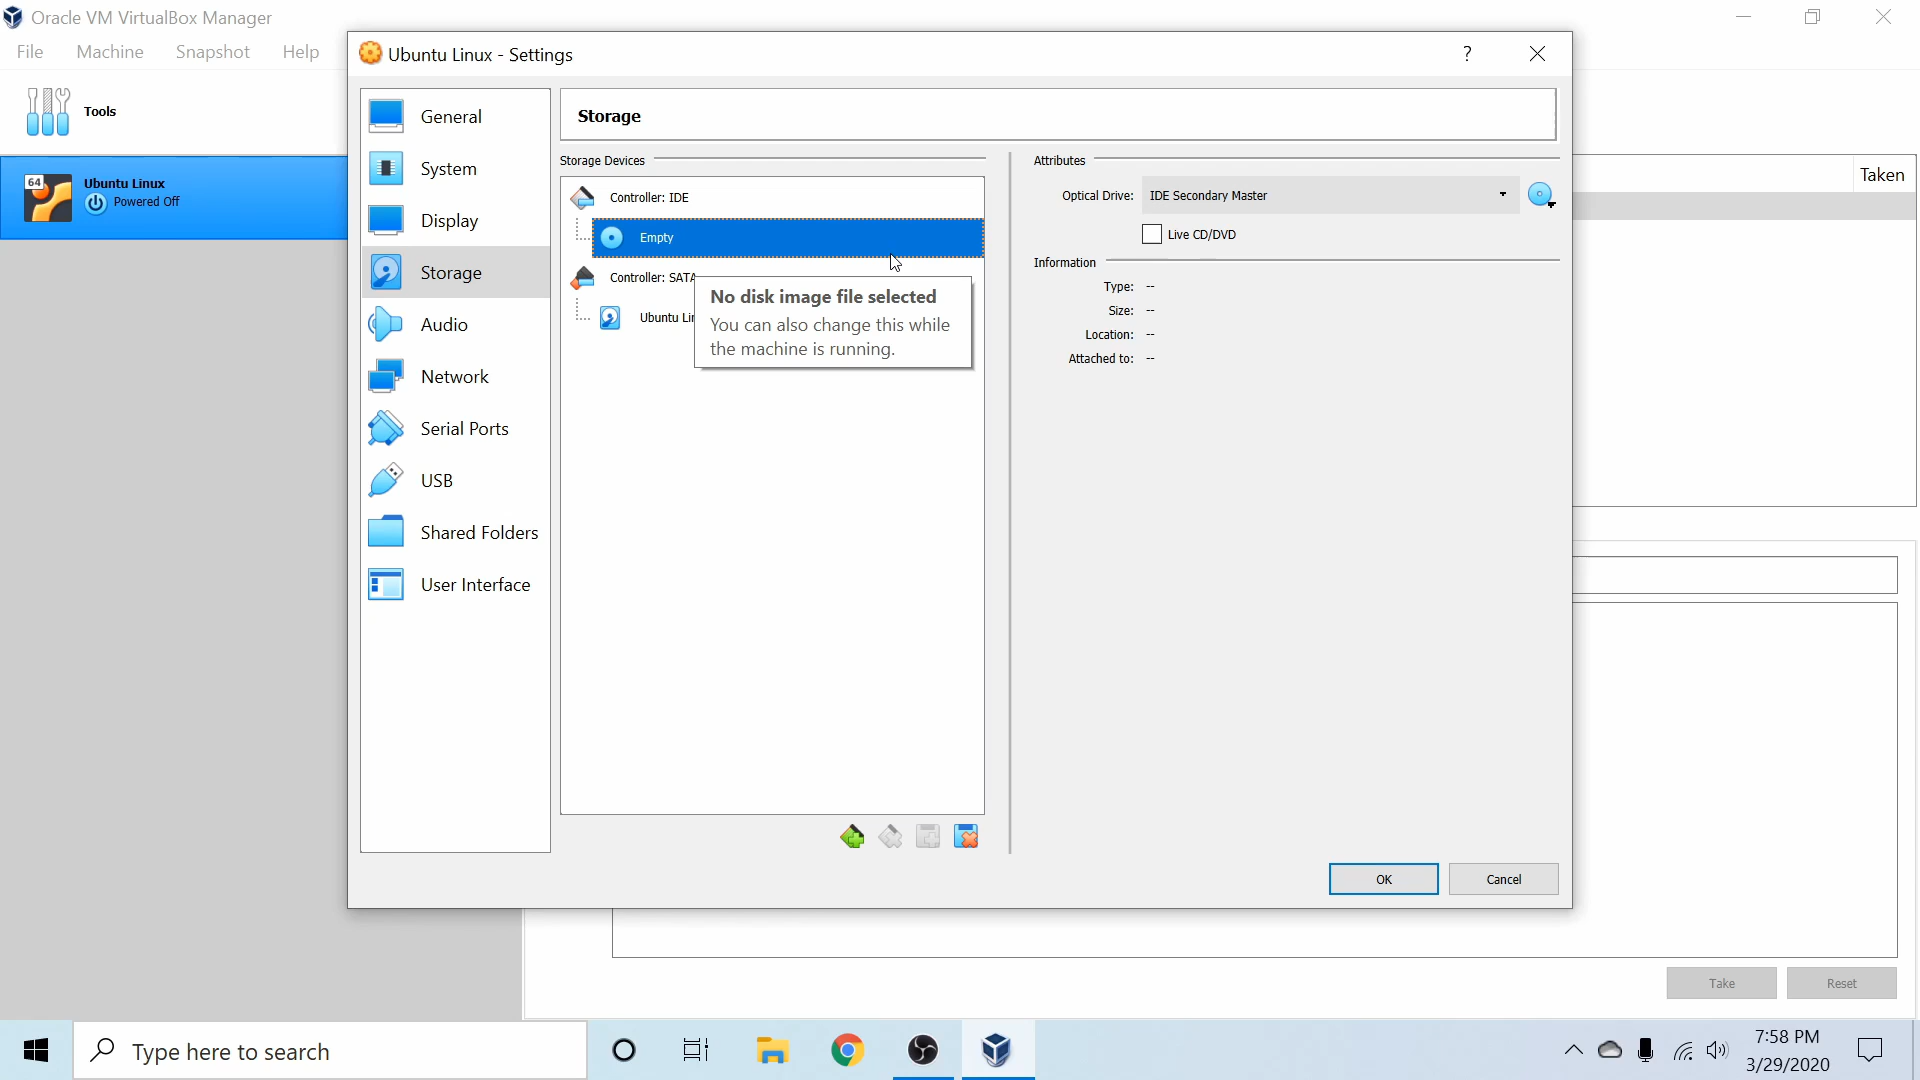 Oracle VM VirtualBox Manager
File Machine Snapshot Help
Tools
64
Ubuntu Linux
Powered Off
Ubuntu Linux - Settings
?
General
System
Display
Storage
Audio
Network
Serial Ports
USB
Shared Folders
User Interface
Storage
Storage Devices
Controller: IDE
Empty
Controller: SATA
Ubuntu Lin
No disk image file selected
You can also change this while
the machine is running.
Attributes
Optical Drive: IDE Secondary Master
Live CD/DVD
Information
Type: --
Size: --
Location: --
Attached to: --
OK Cancel
Taken
Take Reset
Type here to search
7:58 PM
3/29/2020